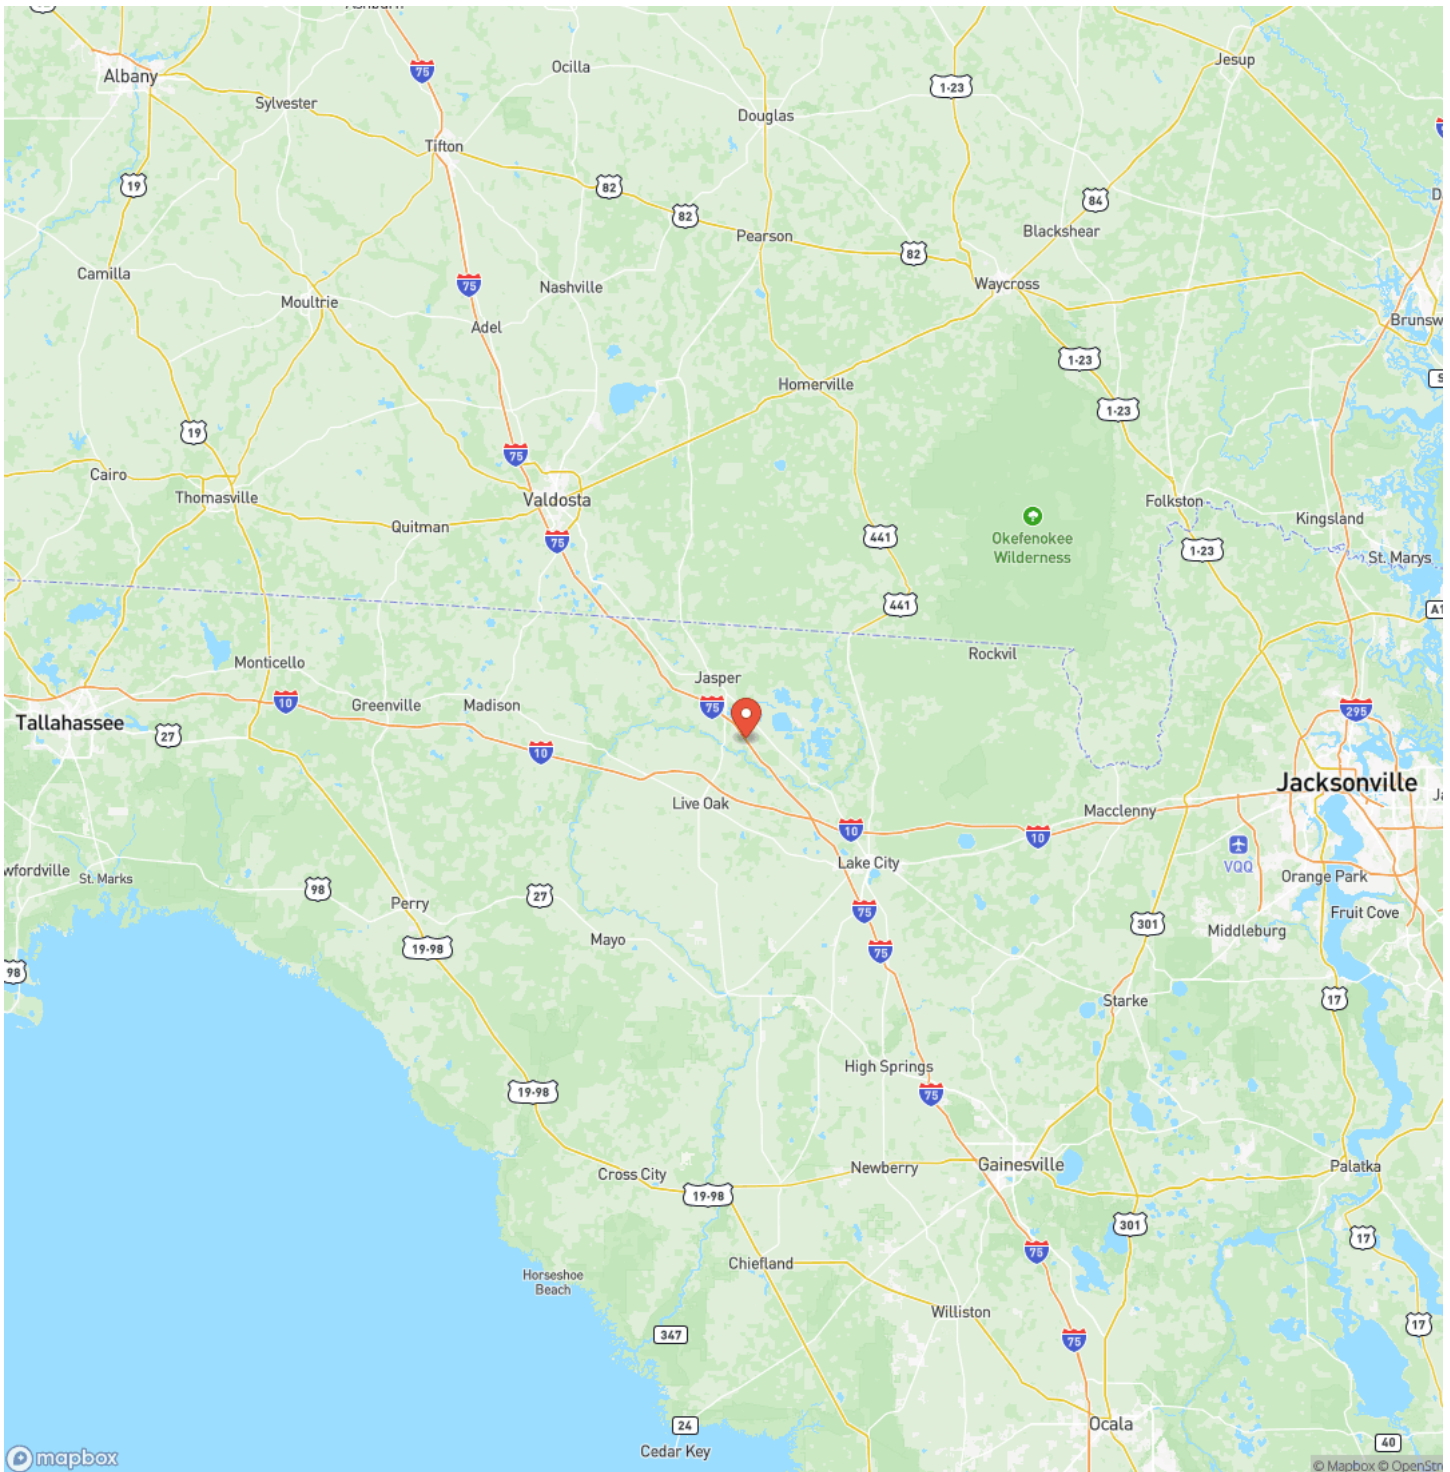 Albany
75
Ocilla
1-23
Jesup
Sylvester
Douglas
Tifton
19
82
84
82
Pearson
Blackshear
82
Camilla
75
Nashville
Waycross
Moultrie
Adel
Brunsw
1-23
Homerville
1-23
19
75
Cairo
Thomasville
Valdosta
Folkston
Quitman
Kingsland
75
441
Okefenokee
Wilderness
1-23
St. Marys
441
A1
Monticello
Rockvil
Jasper
10
Greenville
Madison
75
295
Tallahassee
27
10
Jacksonville
Live Oak
Macclenny
10
10
Lake City
VQQ
wfordville
St. Marks
98
27
Orange Park
Perry
75
Fruit Cove
19-98
Mayo
75
301
Middleburg
98
Starke
17
High Springs
19-98
75
Cross City
Newberry
Gainesville
Palatka
19-98
301
17
75
Chiefland
Horseshoe
Beach
Williston
347
75
17
24
Ocala
Cedar Key
40
mapbox
© Mapbox © OpenStr